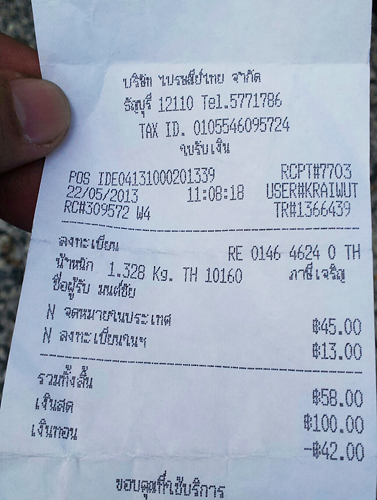 บริษัท ไปรษณีย์ไทย จำกัด
ธัญบุรี 12110 Tel.5771786
TAX ID. 0105546095724
ใบรับเงิน
POS IDE04131000201339 RCPT#7703
22/05/2013 11:08:18 USER#KRAIWUT
RC#309572 W4 TR#1366439
ลงทะเบียน RE 0146 4624 0 TH
น้ำหนัก 1.328 Kg. TH 10160 ภาษีเจริญ
ชื่อผู้รับ มนต์ชัย
N จดหมายในประเทศ ฿45.00
N ลงทะเบียนในฯ ฿13.00
รวมทั้งสิ้น ฿58.00
เงินสด ฿100.00
เงินทอน -฿42.00
ขอบคุณที่ใช้บริการ